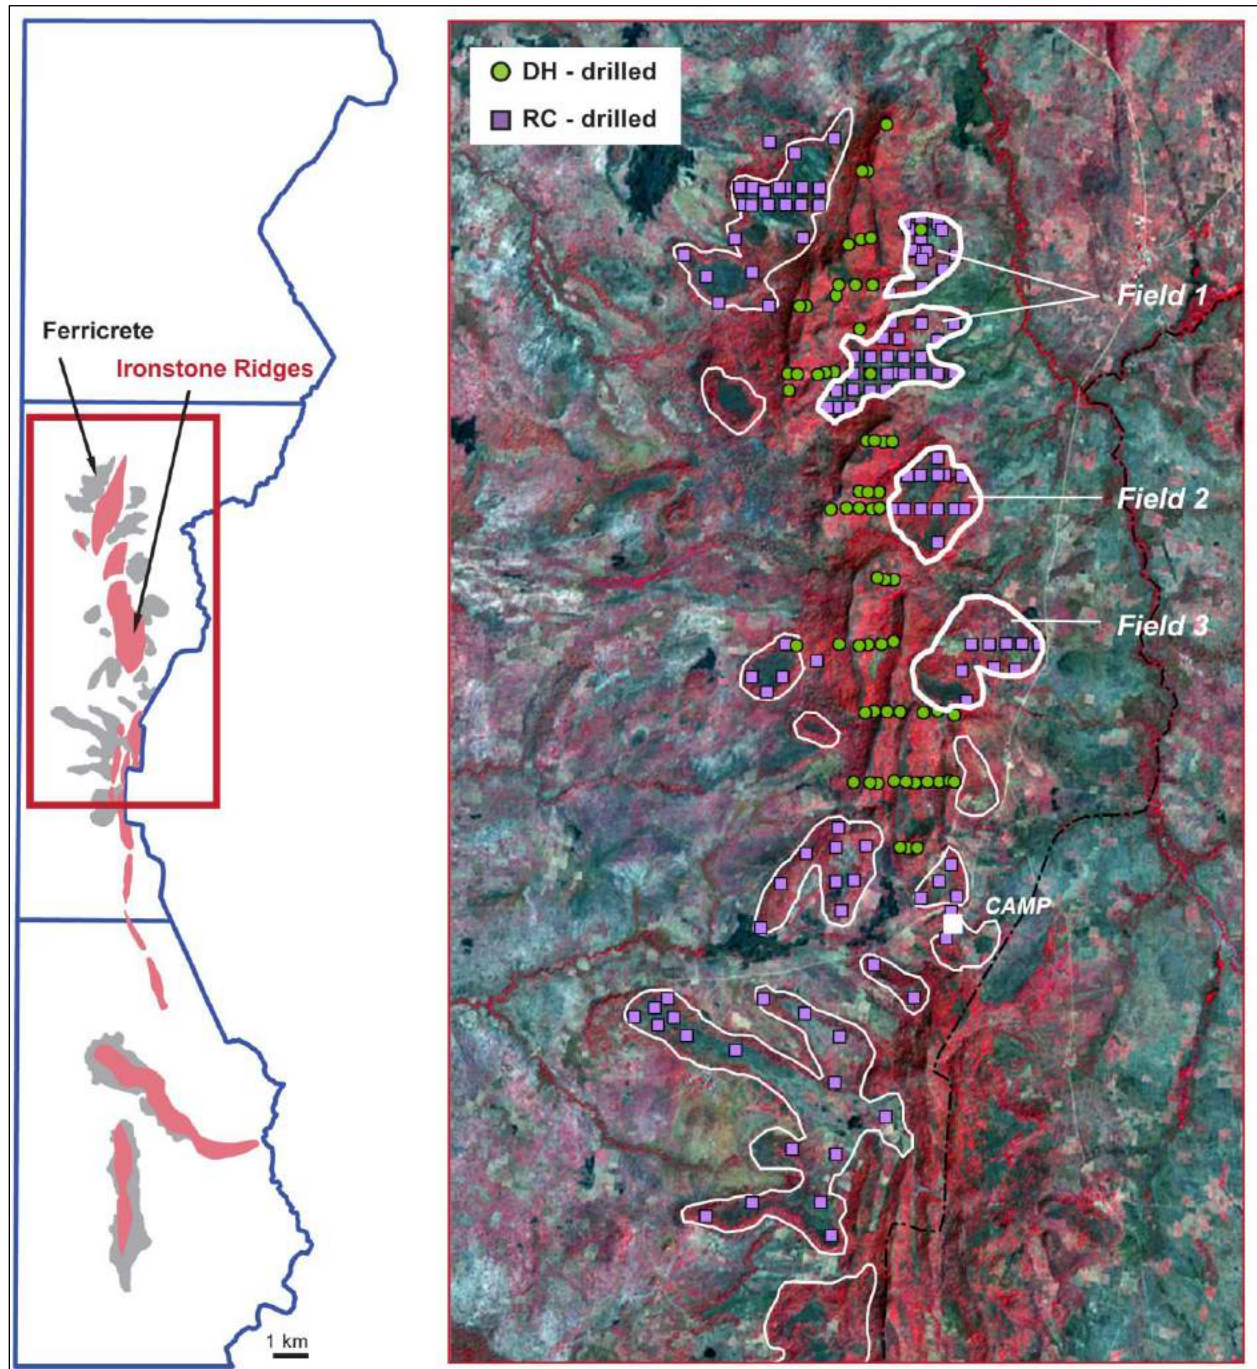 DH - drilled
RC - drilled
Ferricrete
Ironstone Ridges
Field 1
Field 2
Field 3
CAMP
1 km